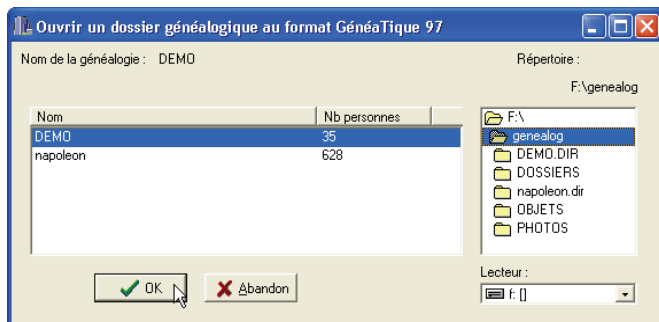 Ouvrir un dossier généalogique au format GénéaTique 97
Nom de la généalogie : DEMO
Répertoire :
F:\genealog
Nom Nb personnes
DEMO 35
napoleon 628
F:\
genealog
DEMO.DIR
DOSSIERS
napoleon.dir
OBJETS
PHOTOS
OK
Abandon
Lecteur :
f: []